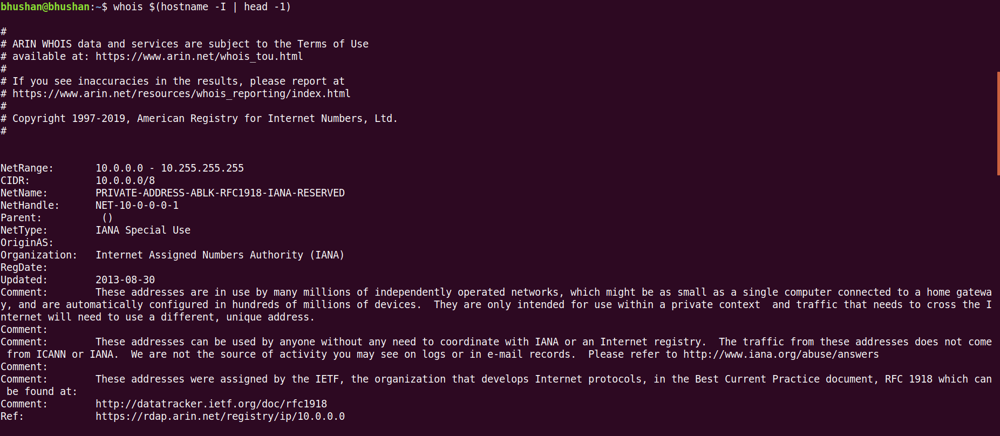 bhushan@bhushan:~$ whois $(hostname -I | head -1)
#
# ARIN WHOIS data and services are subject to the Terms of Use
# available at: https://www.arin.net/whois_tou.html
#
# If you see inaccuracies in the results, please report at
# https://www.arin.net/resources/whois_reporting/index.html
#
# Copyright 1997-2019, American Registry for Internet Numbers, Ltd.
#
NetRange:       10.0.0.0 - 10.255.255.255
CIDR:           10.0.0.0/8
NetName:        PRIVATE-ADDRESS-ABLK-RFC1918-IANA-RESERVED
NetHandle:      NET-10-0-0-0-1
Parent:          ()
NetType:        IANA Special Use
OriginAS:
Organization:   Internet Assigned Numbers Authority (IANA)
RegDate:
Updated:        2013-08-30
Comment:        These addresses are in use by many millions of independently operated networks, which might be as small as a single computer connected to a home gatewa
y, and are automatically configured in hundreds of millions of devices.  They are only intended for use within a private context  and traffic that needs to cross the I
nternet will need to use a different, unique address.
Comment:
Comment:        These addresses can be used by anyone without any need to coordinate with IANA or an Internet registry.  The traffic from these addresses does not come
 from ICANN or IANA.  We are not the source of activity you may see on logs or in e-mail records.  Please refer to http://www.iana.org/abuse/answers
Comment:
Comment:        These addresses were assigned by the IETF, the organization that develops Internet protocols, in the Best Current Practice document, RFC 1918 which can
 be found at:
Comment:        http://datatracker.ietf.org/doc/rfc1918
Ref:            https://rdap.arin.net/registry/ip/10.0.0.0